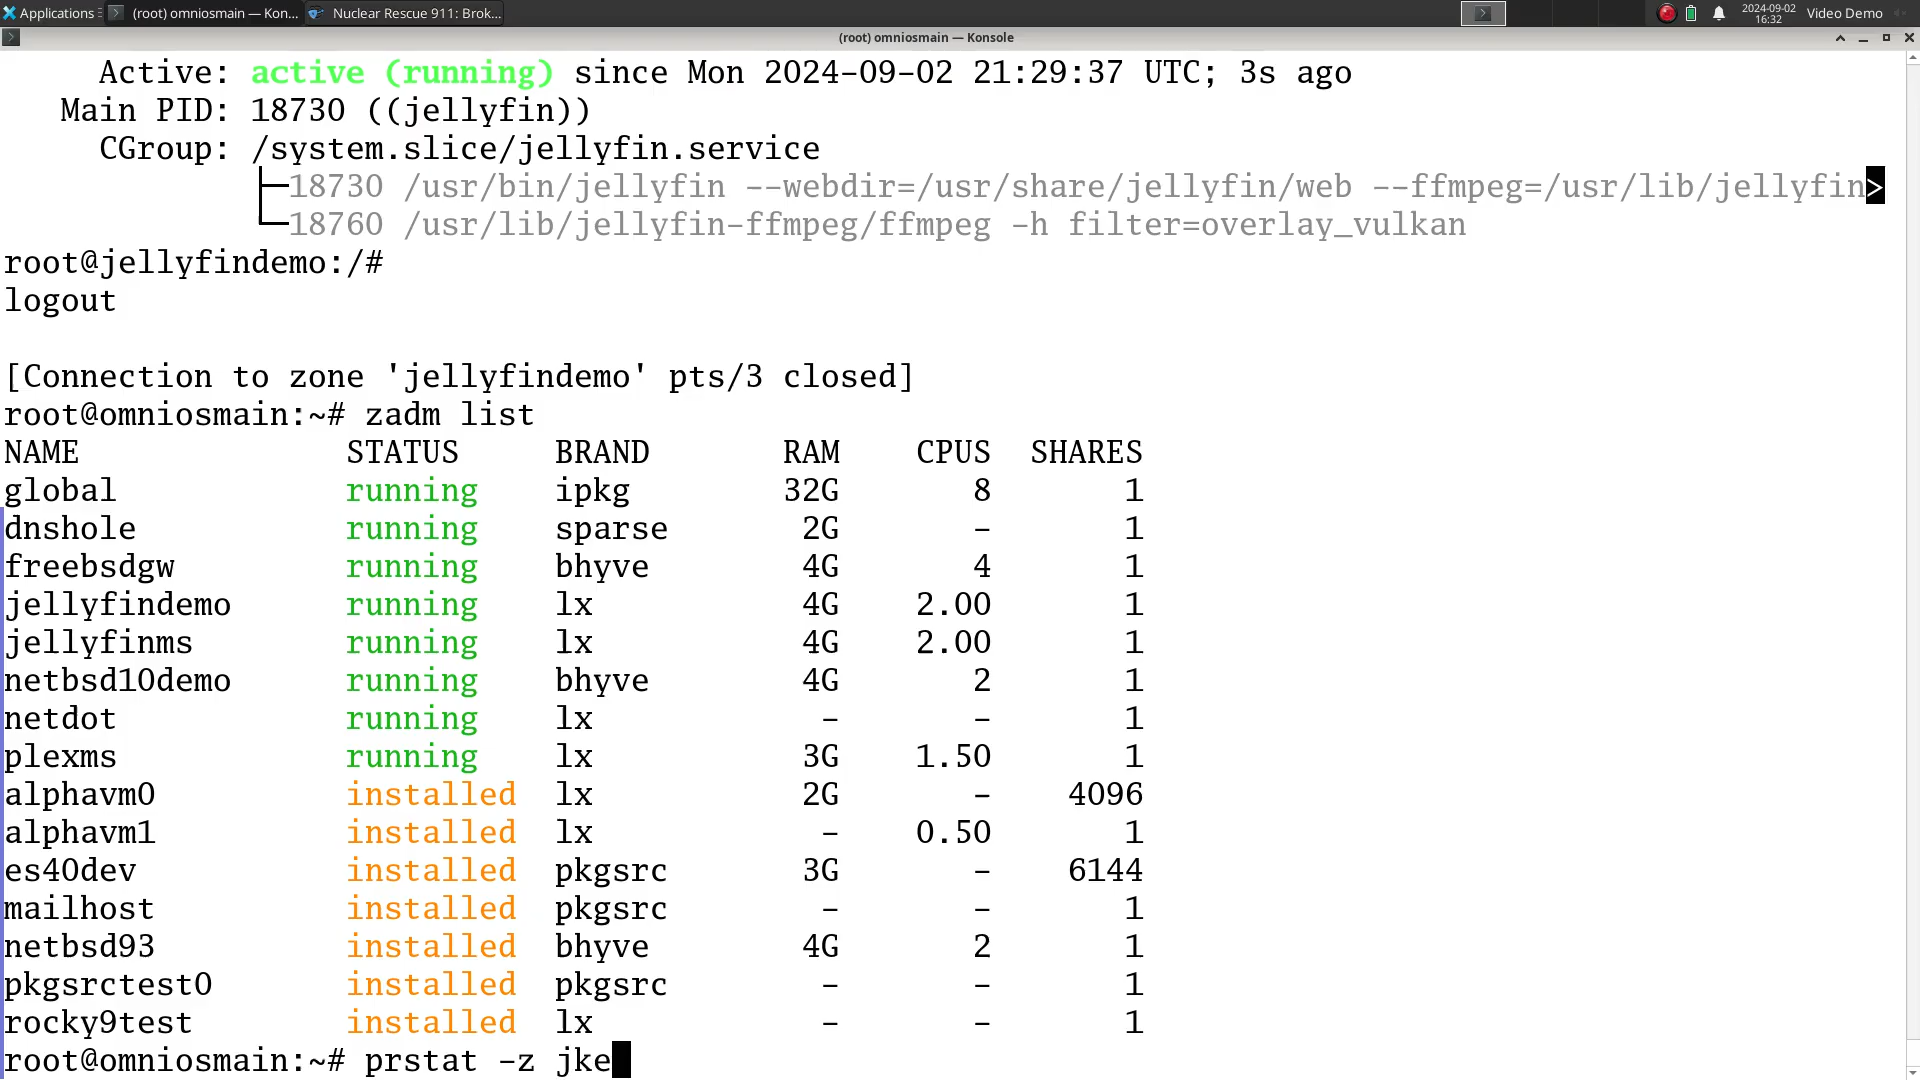 Applications
(root) omniosmain — Kon...
Nuclear Rescue 911: Brok...
2024-09-02
16:32
Video Demo
(root) omniosmain — Konsole
Active: active (running) since Mon 2024-09-02 21:29:37 UTC; 3s ago
Main PID: 18730 ((jellyfin))
CGroup: /system.slice/jellyfin.service
├─18730 /usr/bin/jellyfin --webdir=/usr/share/jellyfin/web --ffmpeg=/usr/lib/jellyfin>
└─18760 /usr/lib/jellyfin-ffmpeg/ffmpeg -h filter=overlay_vulkan
root@jellyfindemo:/#
logout
[Connection to zone 'jellyfindemo' pts/3 closed]
root@omniosmain:~# zadm list
NAME STATUS BRAND RAM CPUS SHARES
global running ipkg 32G 8 1
dnshole running sparse 2G - 1
freebsdgw running bhyve 4G 4 1
jellyfindemo running lx 4G 2.00 1
jellyfinms running lx 4G 2.00 1
netbsd10demo running bhyve 4G 2 1
netdot running lx - - 1
plexms running lx 3G 1.50 1
alphavm0 installed lx 2G - 4096
alphavm1 installed lx - 0.50 1
es40dev installed pkgsrc 3G - 6144
mailhost installed pkgsrc - - 1
netbsd93 installed bhyve 4G 2 1
pkgsrctest0 installed pkgsrc - - 1
rocky9test installed lx - - 1
root@omniosmain:~# prstat -z jke